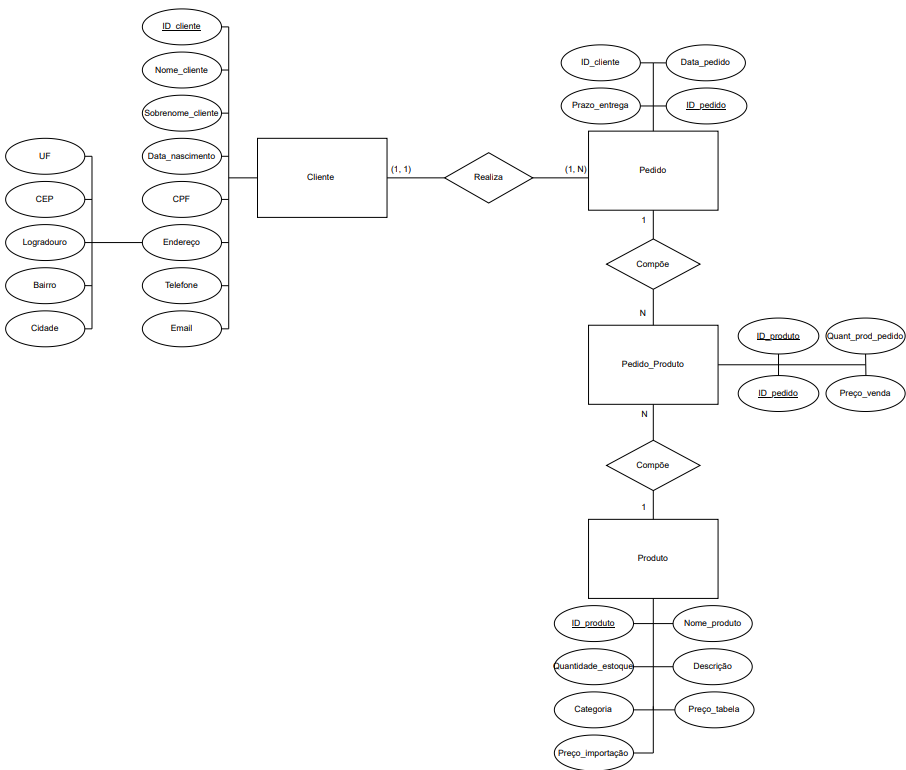 ID_cliente
Nome_cliente
Sobrenome_cliente
Data_nascimento
CPF
Endereço
Telefone
Email
UF
CEP
Logradouro
Bairro
Cidade
Cliente
(1, 1)
Realiza
(1, N)
ID_cliente
Data_pedido
Prazo_entrega
ID_pedido
Pedido
1
Compõe
N
Pedido_Produto
ID_produto
Quant_prod_pedido
ID_pedido
Preço_venda
N
Compõe
1
Produto
ID_produto
Nome_produto
Quantidade_estoque
Descrição
Categoria
Preço_tabela
Preço_importação